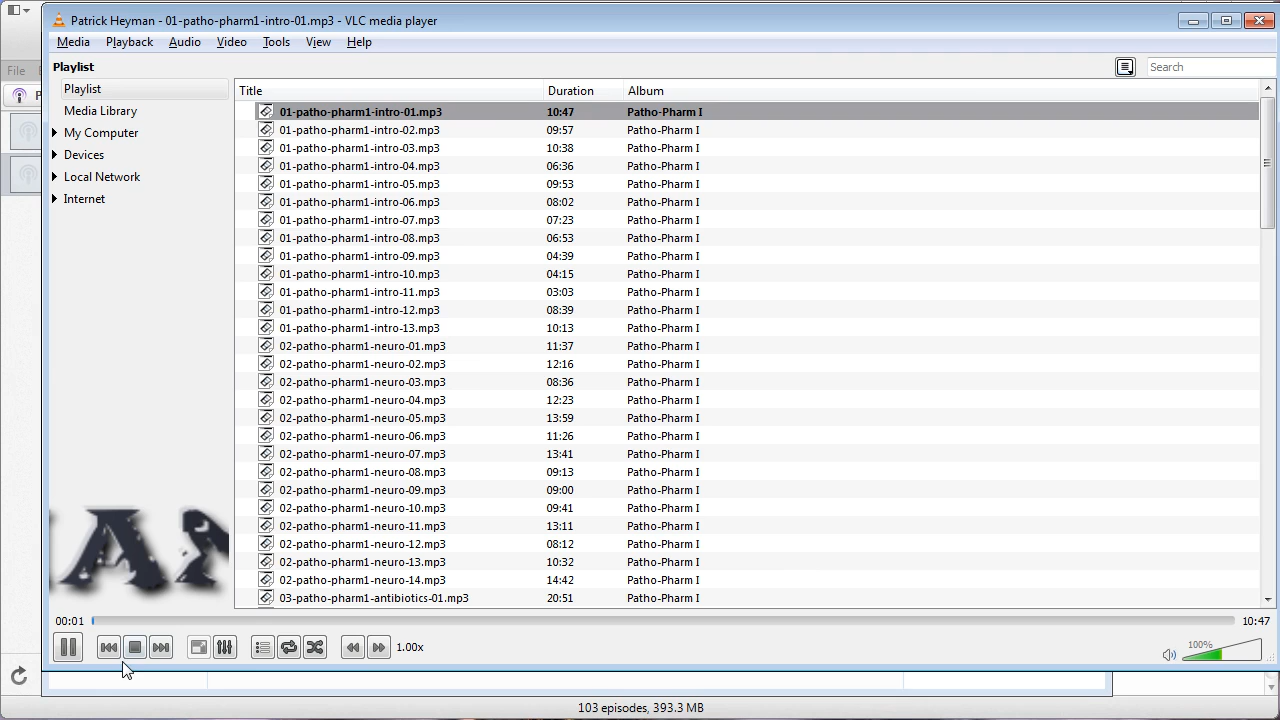 Patrick Heyman - 01-patho-pharm1-intro-01.mp3 - VLC media player
Media Playback Audio Video Tools View Help
File
Playlist
Search
Playlist
Media Library
My Computer
Devices
Local Network
Internet
Title Duration Album
01-patho-pharm1-intro-01.mp3 10:47 Patho-Pharm I
01-patho-pharm1-intro-02.mp3 09:57 Patho-Pharm I
01-patho-pharm1-intro-03.mp3 10:38 Patho-Pharm I
01-patho-pharm1-intro-04.mp3 06:36 Patho-Pharm I
01-patho-pharm1-intro-05.mp3 09:53 Patho-Pharm I
01-patho-pharm1-intro-06.mp3 08:02 Patho-Pharm I
01-patho-pharm1-intro-07.mp3 07:23 Patho-Pharm I
01-patho-pharm1-intro-08.mp3 06:53 Patho-Pharm I
01-patho-pharm1-intro-09.mp3 04:39 Patho-Pharm I
01-patho-pharm1-intro-10.mp3 04:15 Patho-Pharm I
01-patho-pharm1-intro-11.mp3 03:03 Patho-Pharm I
01-patho-pharm1-intro-12.mp3 08:39 Patho-Pharm I
01-patho-pharm1-intro-13.mp3 10:13 Patho-Pharm I
02-patho-pharm1-neuro-01.mp3 11:37 Patho-Pharm I
02-patho-pharm1-neuro-02.mp3 12:16 Patho-Pharm I
02-patho-pharm1-neuro-03.mp3 08:36 Patho-Pharm I
02-patho-pharm1-neuro-04.mp3 12:23 Patho-Pharm I
02-patho-pharm1-neuro-05.mp3 13:59 Patho-Pharm I
02-patho-pharm1-neuro-06.mp3 11:26 Patho-Pharm I
02-patho-pharm1-neuro-07.mp3 13:41 Patho-Pharm I
02-patho-pharm1-neuro-08.mp3 09:13 Patho-Pharm I
02-patho-pharm1-neuro-09.mp3 09:00 Patho-Pharm I
02-patho-pharm1-neuro-10.mp3 09:41 Patho-Pharm I
02-patho-pharm1-neuro-11.mp3 13:11 Patho-Pharm I
02-patho-pharm1-neuro-12.mp3 08:12 Patho-Pharm I
02-patho-pharm1-neuro-13.mp3 10:32 Patho-Pharm I
02-patho-pharm1-neuro-14.mp3 14:42 Patho-Pharm I
03-patho-pharm1-antibiotics-01.mp3 20:51 Patho-Pharm I
00:01 10:47
1.00x 100%
103 episodes, 393.3 MB